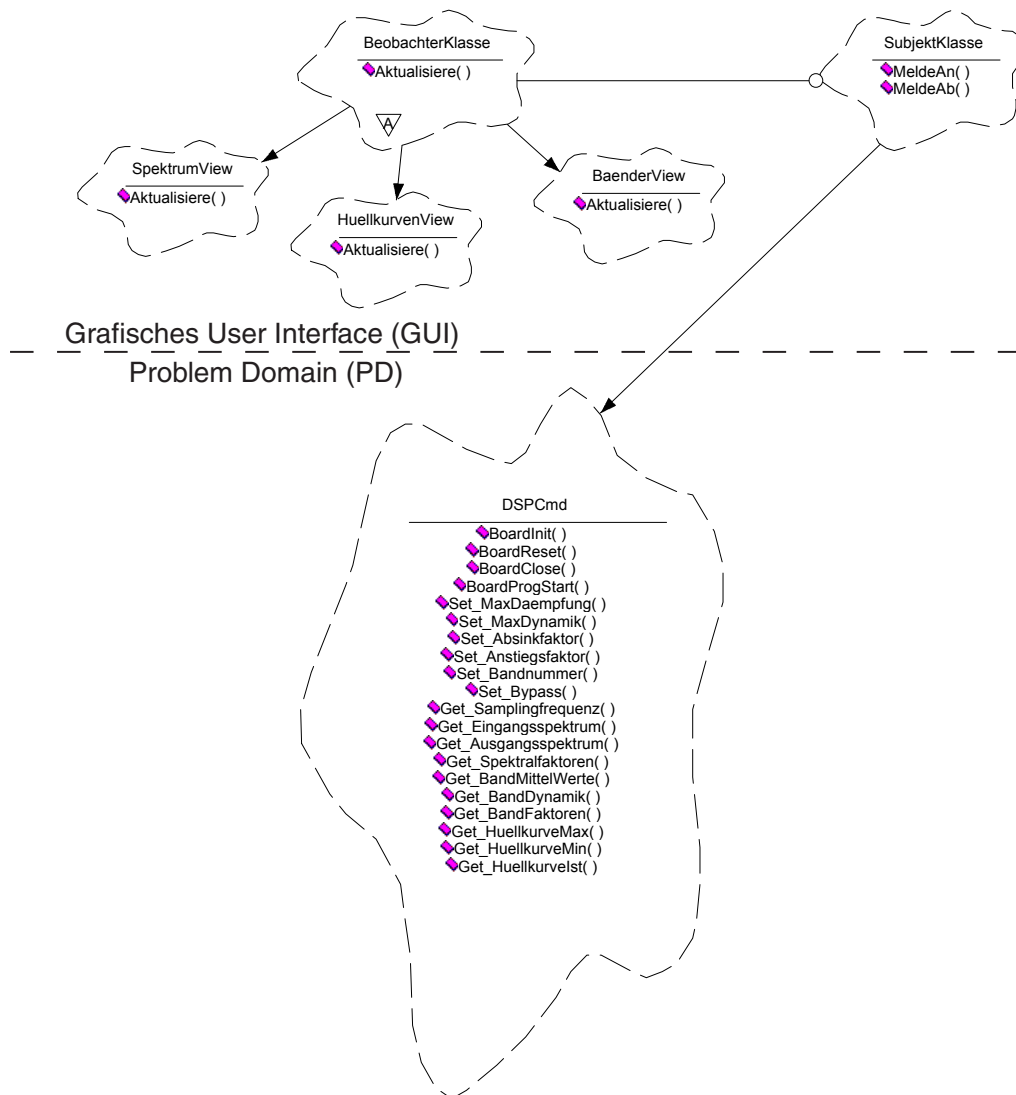 BeobachterKlasse
Aktualisiere( )
A
SubjektKlasse
MeldeAn( )
MeldeAb( )
SpektrumView
Aktualisiere( )
HuellkurvenView
Aktualisiere( )
BaenderView
Aktualisiere( )
Grafisches User Interface (GUI)
Problem Domain (PD)
DSPCmd
BoardInit( )
BoardReset( )
BoardClose( )
BoardProgStart( )
Set_MaxDaempfung( )
Set_MaxDynamik( )
Set_Absinkfaktor( )
Set_Anstiegsfaktor( )
Set_Bandnummer( )
Set_Bypass( )
Get_Samplingfrequenz( )
Get_Eingangsspektrum( )
Get_Ausgangsspektrum( )
Get_Spektralfaktoren( )
Get_BandMittelWerte( )
Get_BandDynamik( )
Get_BandFaktoren( )
Get_HuellkurveMax( )
Get_HuellkurveMin( )
Get_HuellkurveIst( )